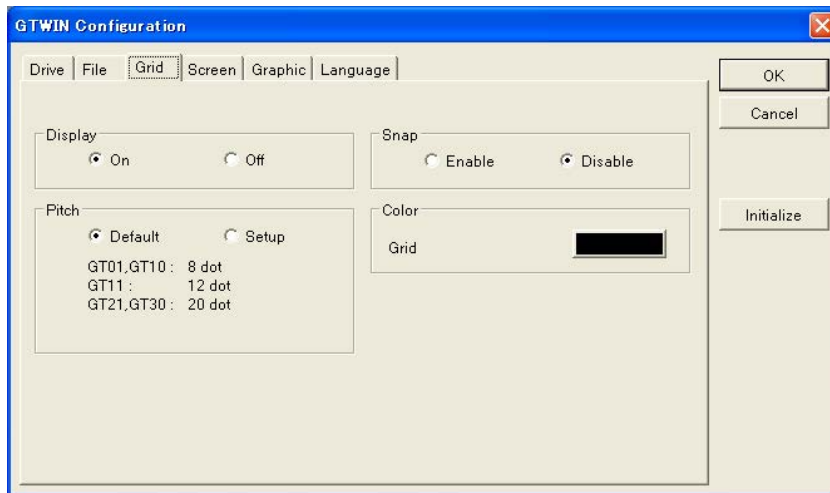 GTWIN Configuration
Drive File Grid Screen Graphic Language
OK
Cancel
Initialize
Display
On Off
Snap
Enable Disable
Pitch
Default Setup
GT01,GT10 : 8 dot
GT11 : 12 dot
GT21,GT30 : 20 dot
Color
Grid